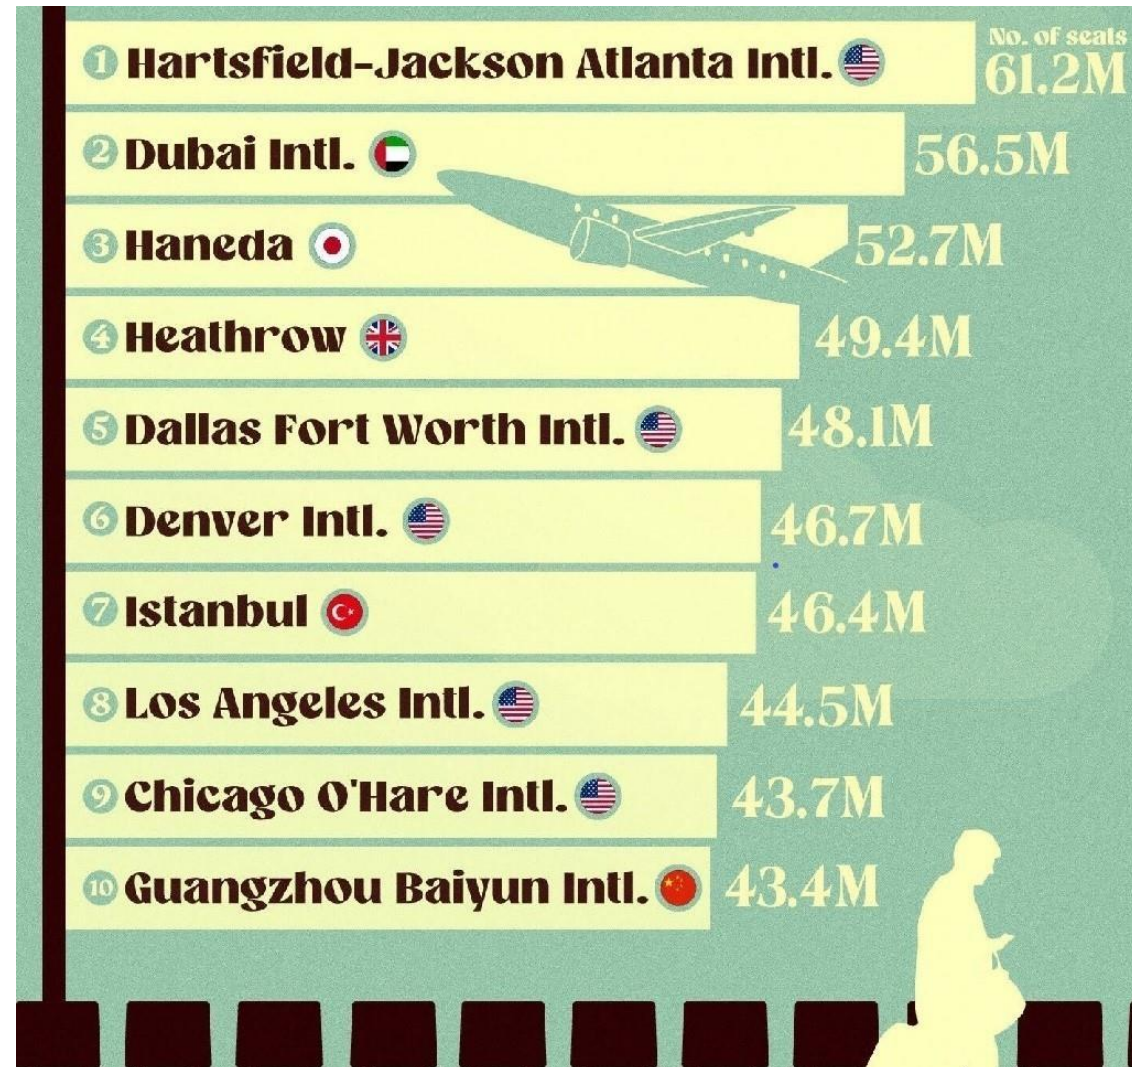 No. of seats
1 Hartsfield-Jackson Atlanta Intl. 61.2M
2 Dubai Intl. 56.5M
3 Haneda 52.7M
4 Heathrow 49.4M
5 Dallas Fort Worth Intl. 48.1M
6 Denver Intl. 46.7M
7 Istanbul 46.4M
8 Los Angeles Intl. 44.5M
9 Chicago O'Hare Intl. 43.7M
10 Guangzhou Baiyun Intl. 43.4M